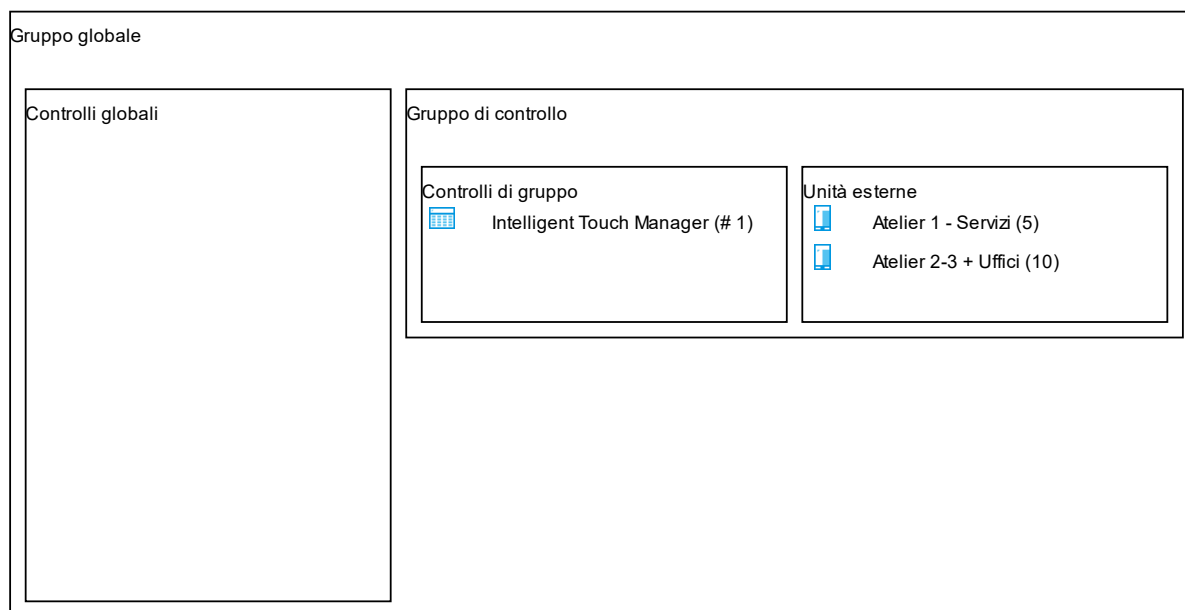 Gruppo globale
Controlli globali
Gruppo di controllo
Controlli di gruppo
Intelligent Touch Manager (# 1)
Unità esterne
Atelier 1 - Servizi (5)
Atelier 2-3 + Uffici (10)